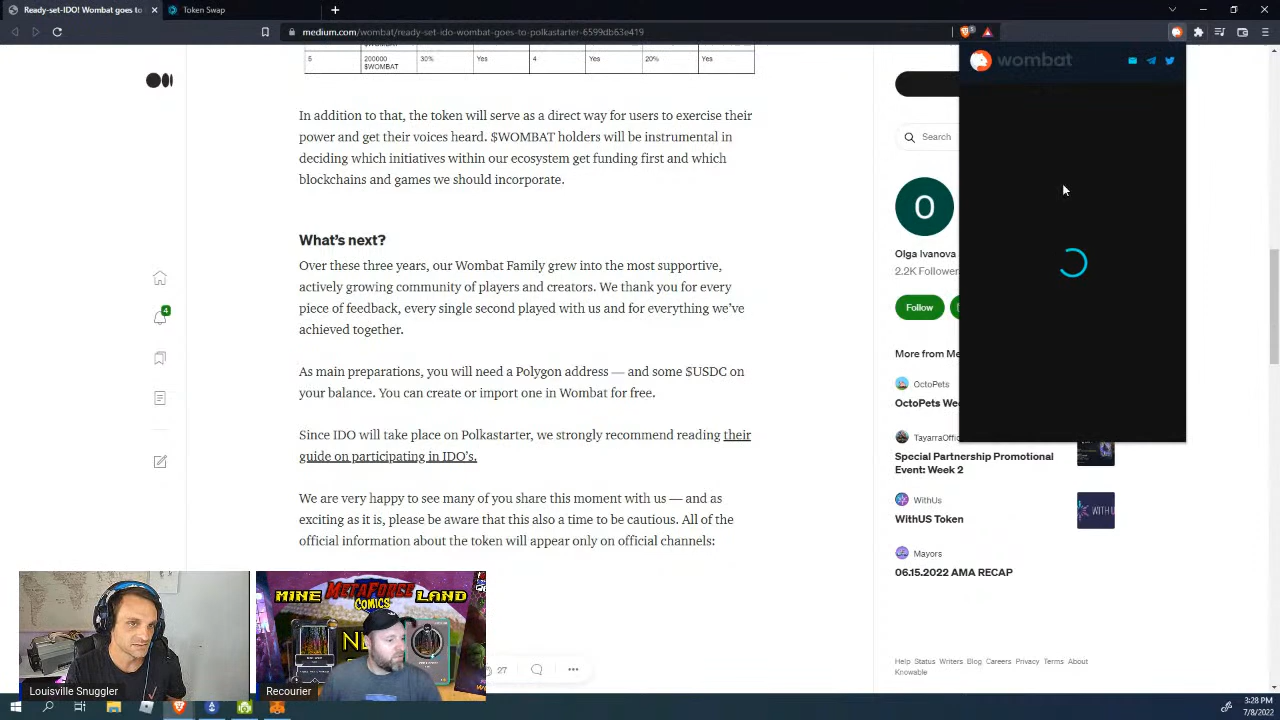 Ready-set-IDO! Wombat goes to
Token Swap
medium.com/wombat/ready-set-ido-wombat-goes-to-polkastarter-6599db63e419
$WOMBAT
5 200000 $WOMBAT 30% Yes 4 Yes 20% Yes
In addition to that, the token will serve as a direct way for users to exercise their
power and get their voices heard. $WOMBAT holders will be instrumental in
deciding which initiatives within our ecosystem get funding first and which
blockchains and games we should incorporate.
What's next?
Over these three years, our Wombat Family grew into the most supportive,
actively growing community of players and creators. We thank you for every
piece of feedback, every single second played with us and for everything we've
achieved together.
As main preparations, you will need a Polygon address — and some $USDC on
your balance. You can create or import one in Wombat for free.
Since IDO will take place on Polkastarter, we strongly recommend reading their
guide on participating in IDO's.
We are very happy to see many of you share this moment with us — and as
exciting as it is, please be aware that this also a time to be cautious. All of the
official information about the token will appear only on official channels:
4
27
wombat
Search
O
Olga Ivanova
2.2K Follower
Follow
More from Me
OctoPets
OctoPets Wee
TayarraOffic
Special Partnership Promotional
Event: Week 2
WithUs
WithUS Token
WITH U
Mayors
06.15.2022 AMA RECAP
Help Status Writers Blog Careers Privacy Terms About
Knowable
MINE
METAFORGE
COMICS
LAND
Louisville Snuggler
Recourier
3:28 PM
7/8/2022